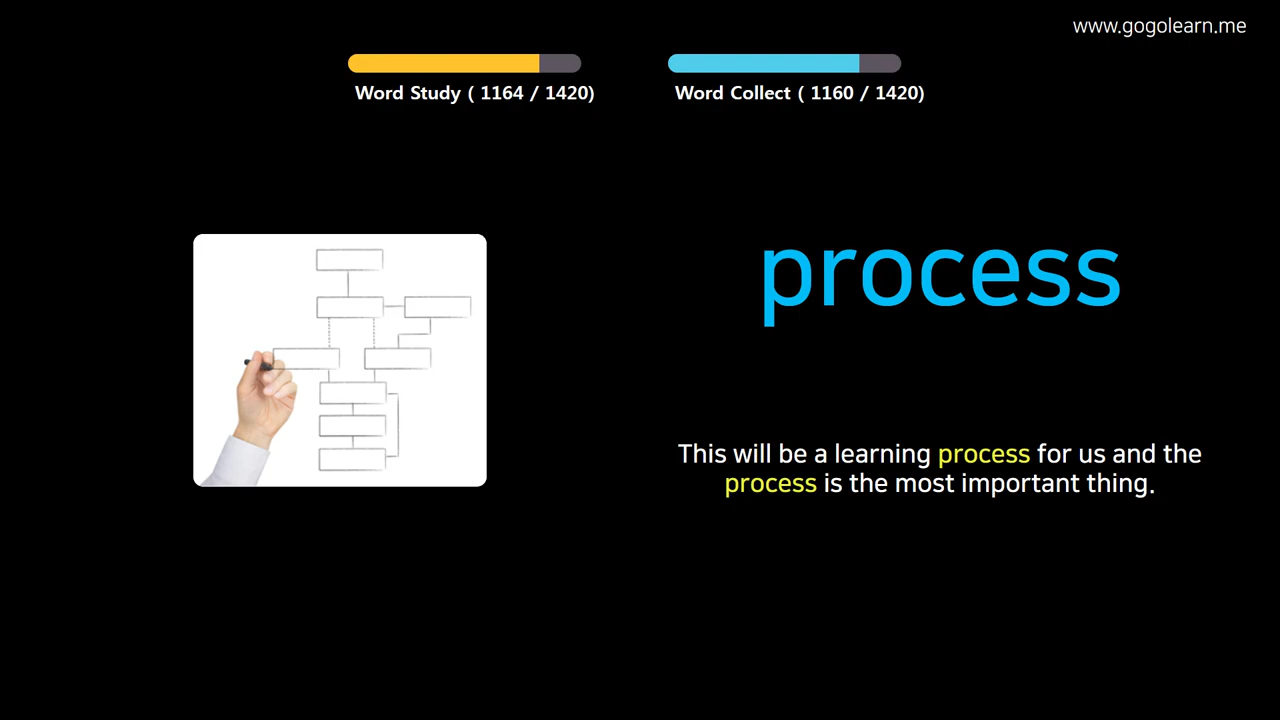 www.gogolearn.me
Word Study ( 1164 / 1420)
Word Collect ( 1160 / 1420)
process
This will be a learning process for us and the
process is the most important thing.